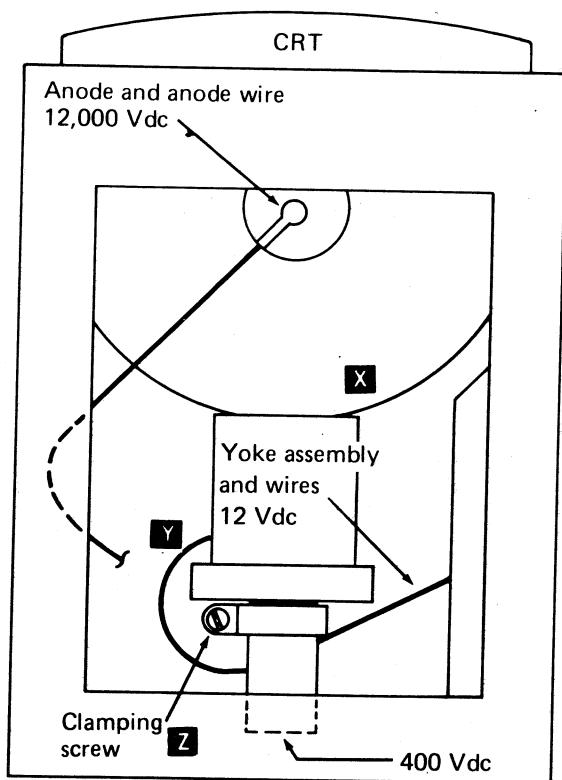 CRT
Anode and anode wire
12,000 Vdc
X
Yoke assembly
and wires
12 Vdc
Y
Clamping
screw
Z
400 Vdc